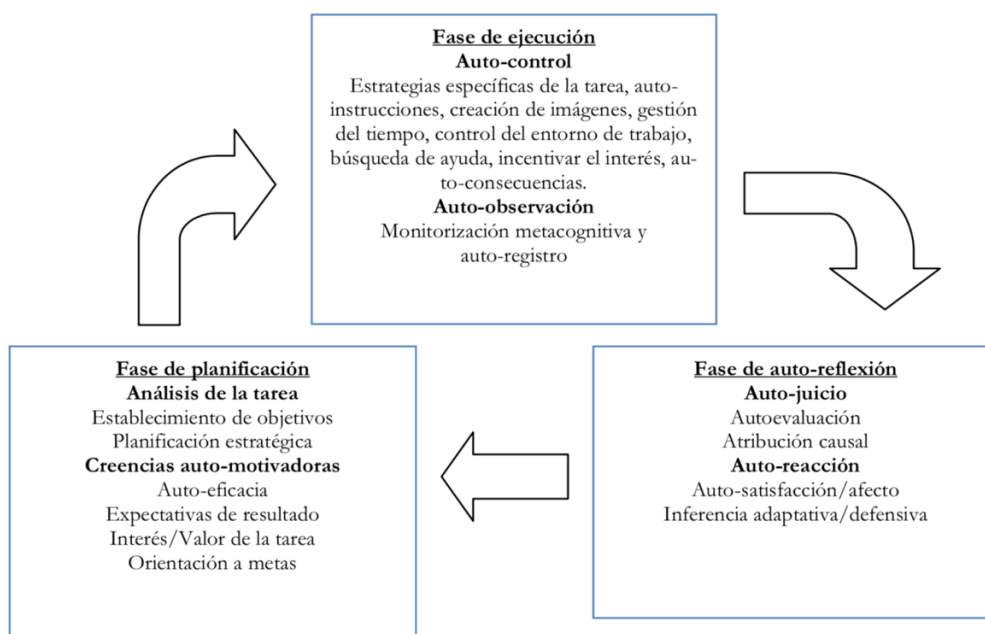 Fase de ejecución
Auto-control
Estrategias específicas de la tarea, auto-
instrucciones, creación de imágenes, gestión
del tiempo, control del entorno de trabajo,
búsqueda de ayuda, incentivar el interés, au-
to-consecuencias.
Auto-observación
Monitorización metacognitiva y
auto-registro
Fase de planificación
Análisis de la tarea
Establecimiento de objetivos
Planificación estratégica
Creencias auto-motivadoras
Auto-eficacia
Expectativas de resultado
Interés/Valor de la tarea
Orientación a metas
Fase de auto-reflexión
Auto-juicio
Autoevaluación
Atribución causal
Auto-reacción
Auto-satisfacción/afecto
Inferencia adaptativa/defensiva